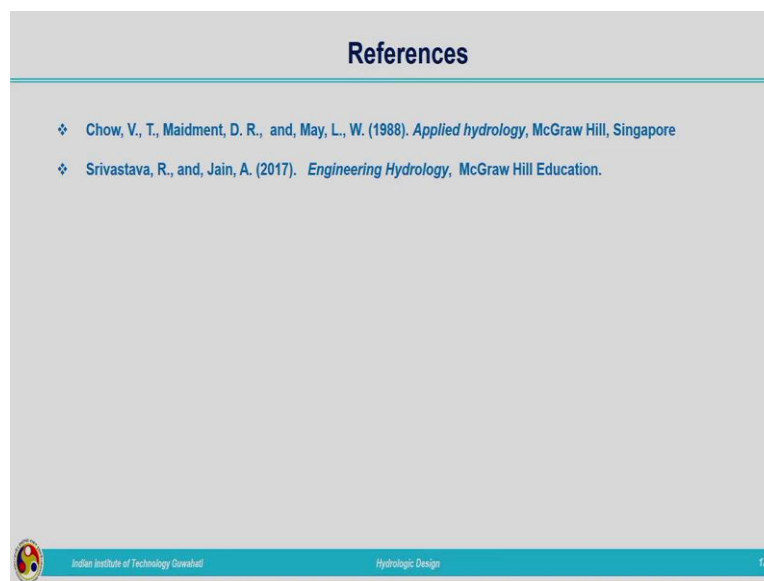 References
❖ Chow, V., T., Maidment, D. R., and, May, L., W. (1988). Applied hydrology, McGraw Hill, Singapore
❖ Srivastava, R., and, Jain, A. (2017). Engineering Hydrology, McGraw Hill Education.
Indian Institute of Technology Guwahati Hydrologic Design